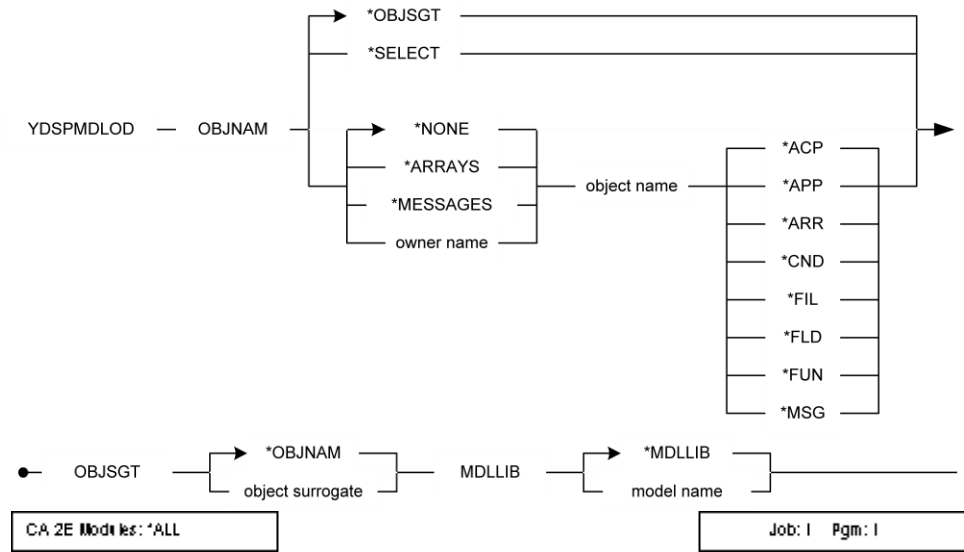 *OBJSGT
*SELECT
YDSPMDLOD OBJNAM *NONE *ACP
*ARRAYS object name *APP
*MESSAGES *ARR
owner name *CND
*FIL
*FLD
*FUN
*MSG
OBJSGT *OBJNAM MDLLIB *MDLLIB
object surrogate model name
CA 2E Modules: *ALL Job: I Pgm: I